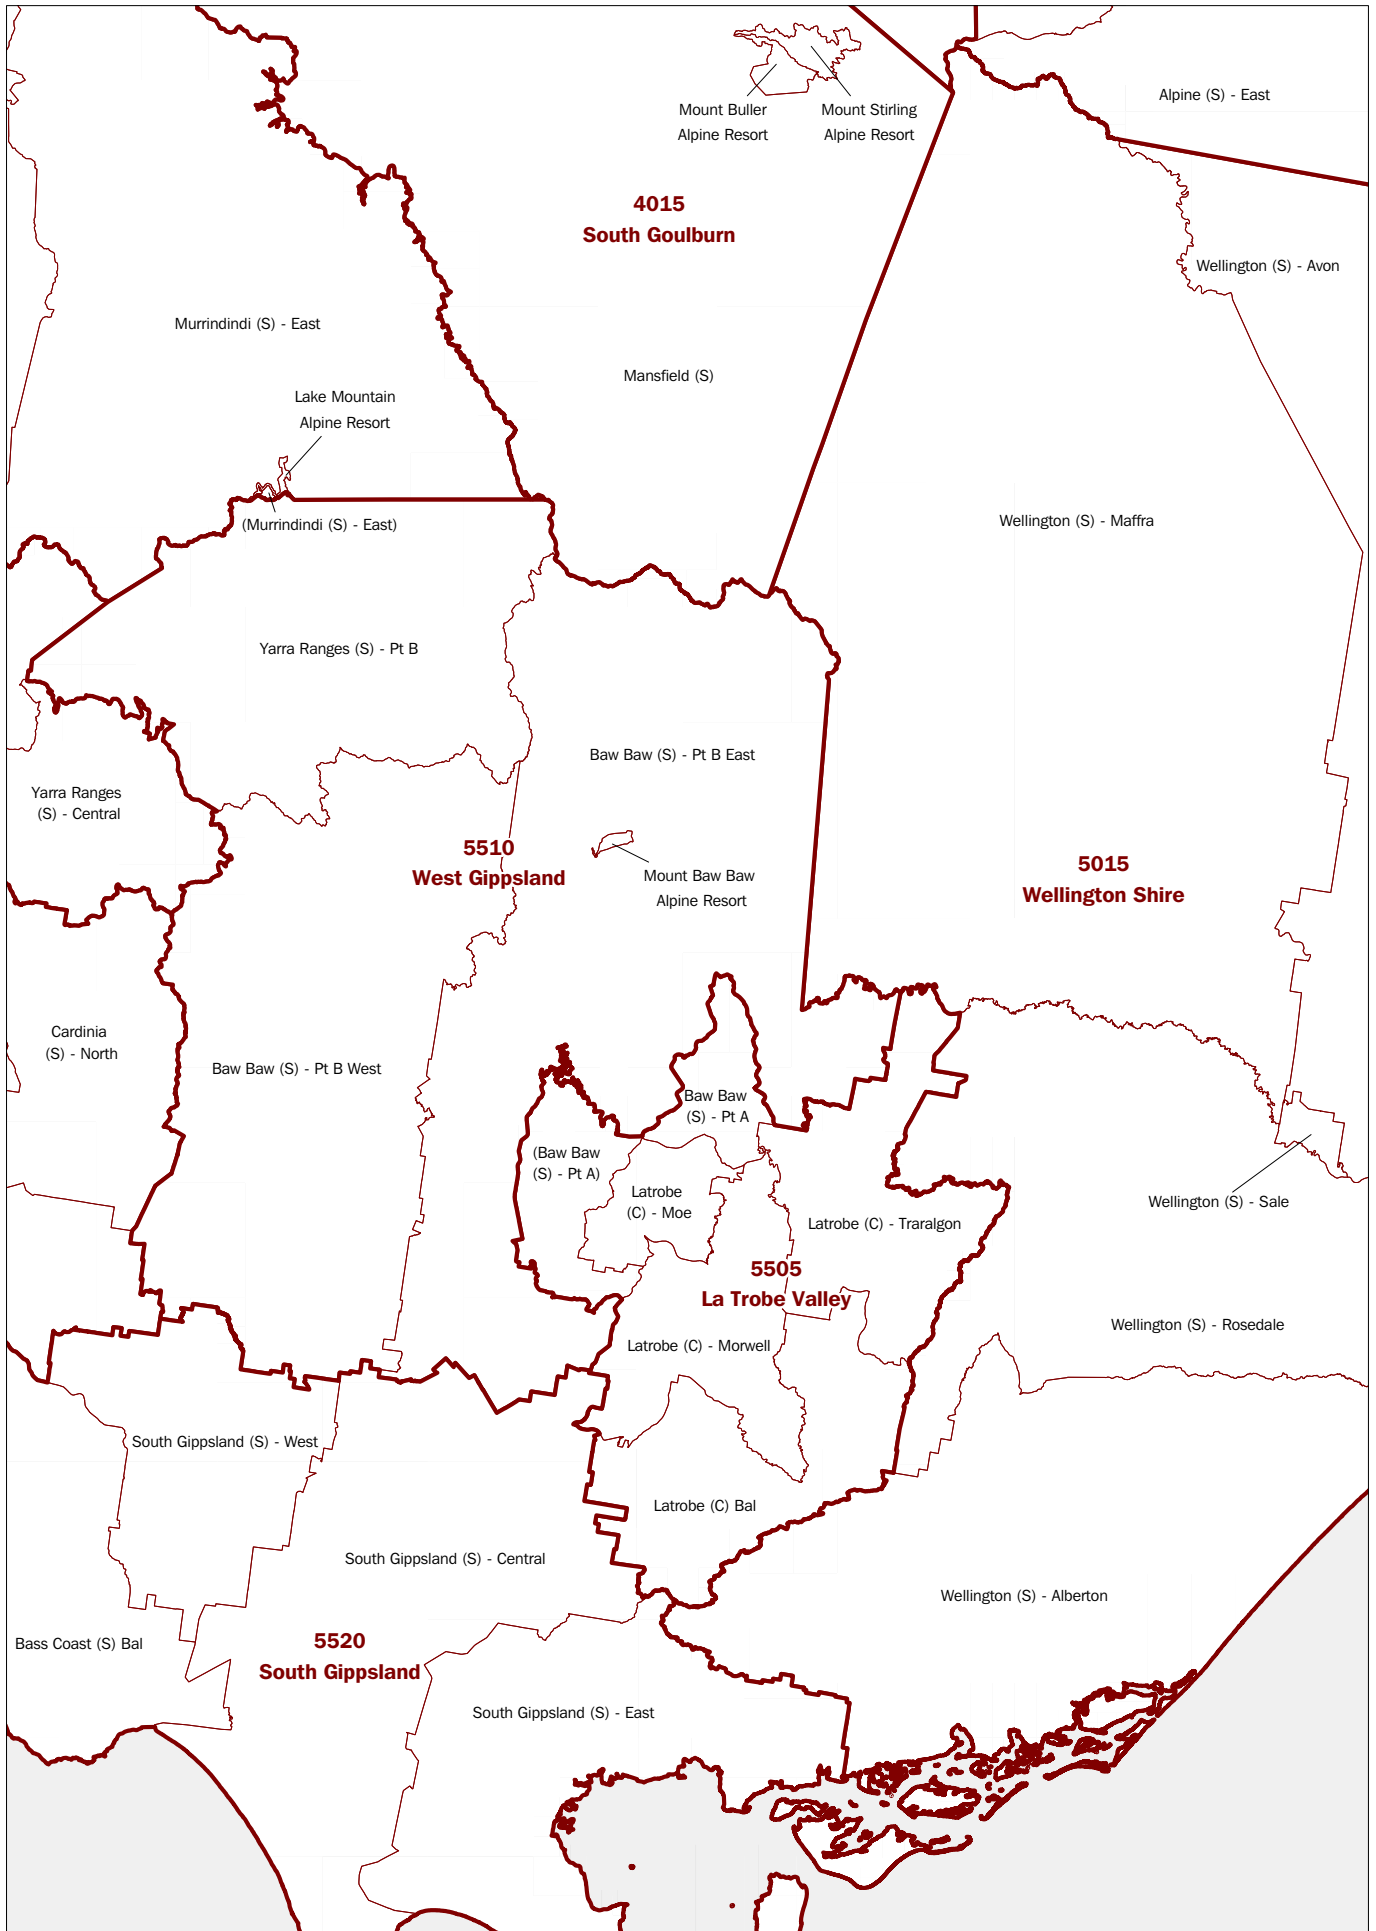 Alpine (S) - East
Mount Buller
Alpine Resort
Mount Stirling
Alpine Resort
4015
South Goulburn
Wellington (S) - Avon
Murrindindi (S) - East
Mansfield (S)
Lake Mountain
Alpine Resort
(Murrindindi (S) - East)
Wellington (S) - Maffra
Yarra Ranges (S) - Pt B
Baw Baw (S) - Pt B East
Yarra Ranges
(S) - Central
5510
West Gippsland
Mount Baw Baw
Alpine Resort
5015
Wellington Shire
Cardinia
(S) - North
Baw Baw (S) - Pt B West
Baw Baw
(S) - Pt A
(Baw Baw
(S) - Pt A)
Latrobe
(C) - Moe
Wellington (S) - Sale
Latrobe (C) - Traralgon
5505
La Trobe Valley
Wellington (S) - Rosedale
Latrobe (C) - Morwell
South Gippsland (S) - West
Latrobe (C) Bal
South Gippsland (S) - Central
Wellington (S) - Alberton
Bass Coast (S) Bal
5520
South Gippsland
South Gippsland (S) - East